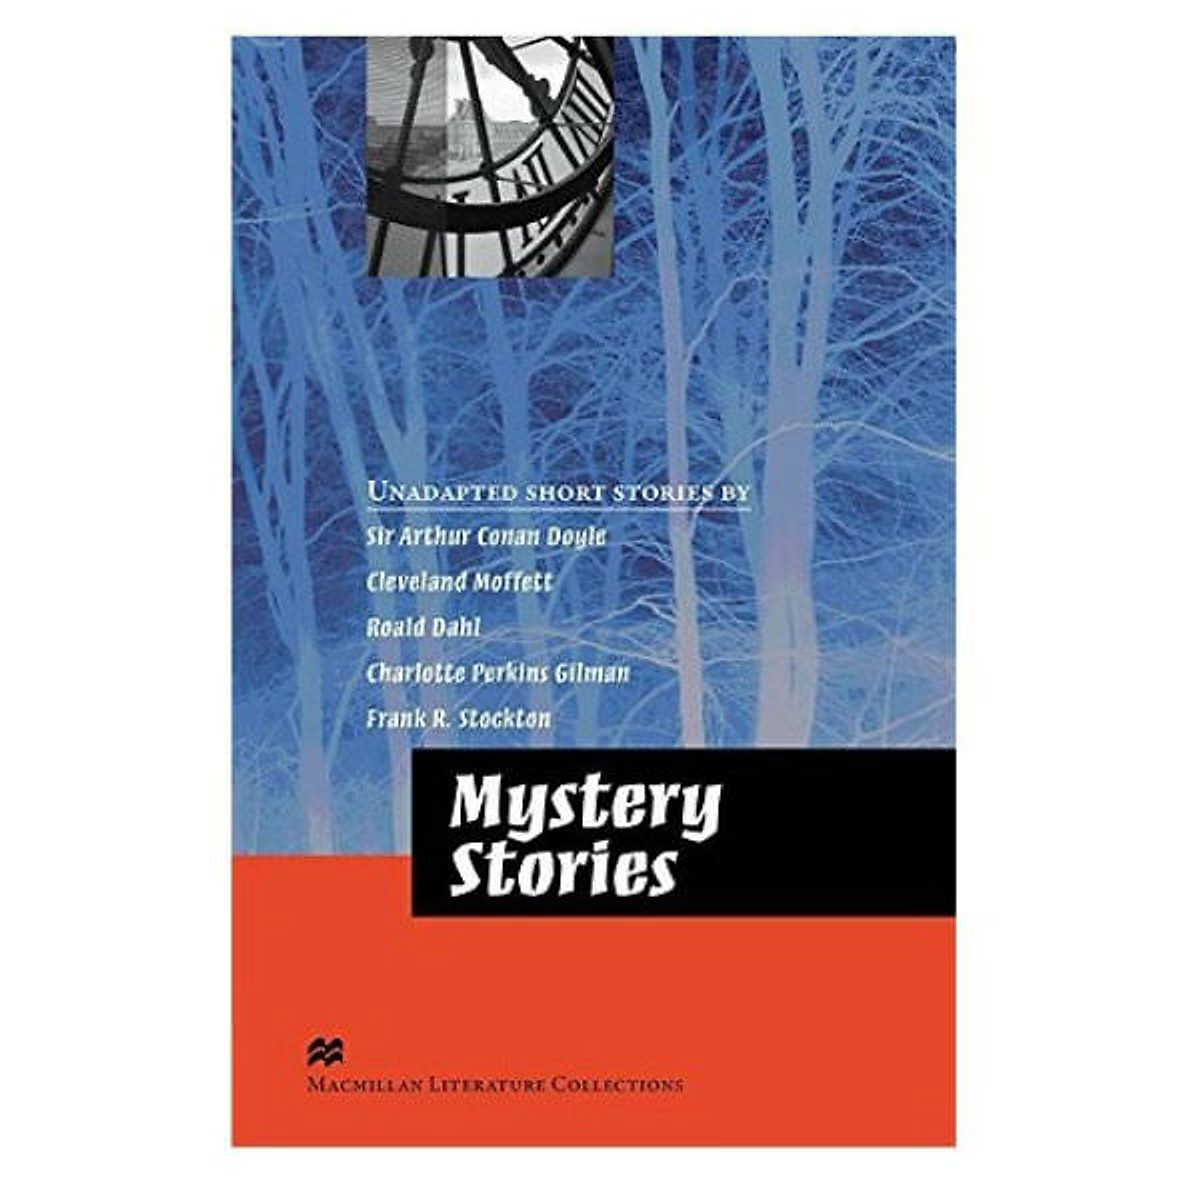 Unadapted short stories by
Sir Arthur Conan Doyle
Cleveland Moffett
Roald Dahl
Charlotte Perkins Gilman
Frank R. Stockton
Mystery
Stories
Macmillan Literature Collections